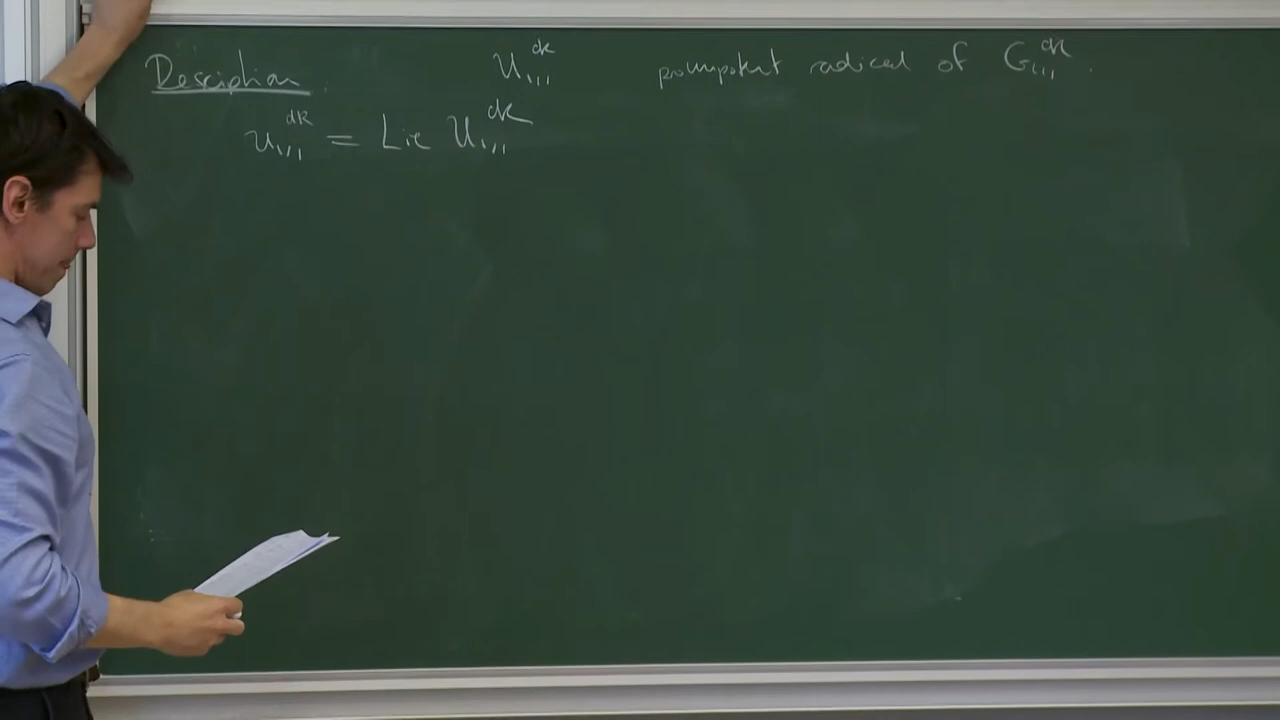 Description. U_{1,1}^{dR} prounipotent radical of G_{1,1}^{dR}.
u_{1,1}^{dR} = Lie U_{1,1}^{dR}